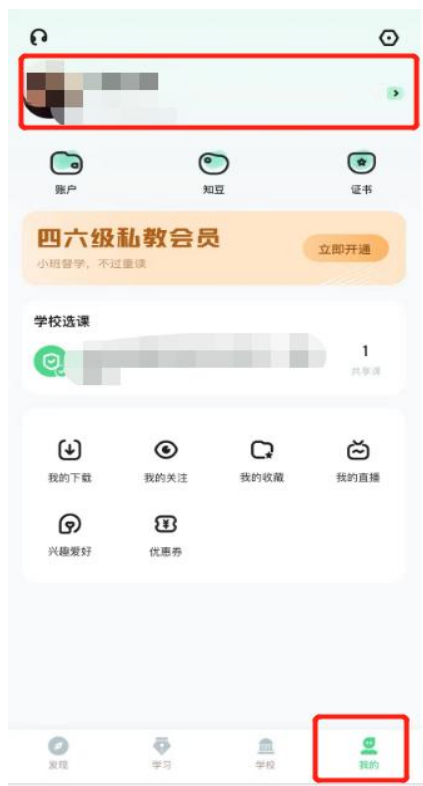 账户
知豆
证书
四六级私教会员
立即开通
小班督学，不过重读
学校选课
1
共享课
我的下载
我的关注
我的收藏
我的直播
兴趣爱好
优惠券
发现
学习
学校
我的